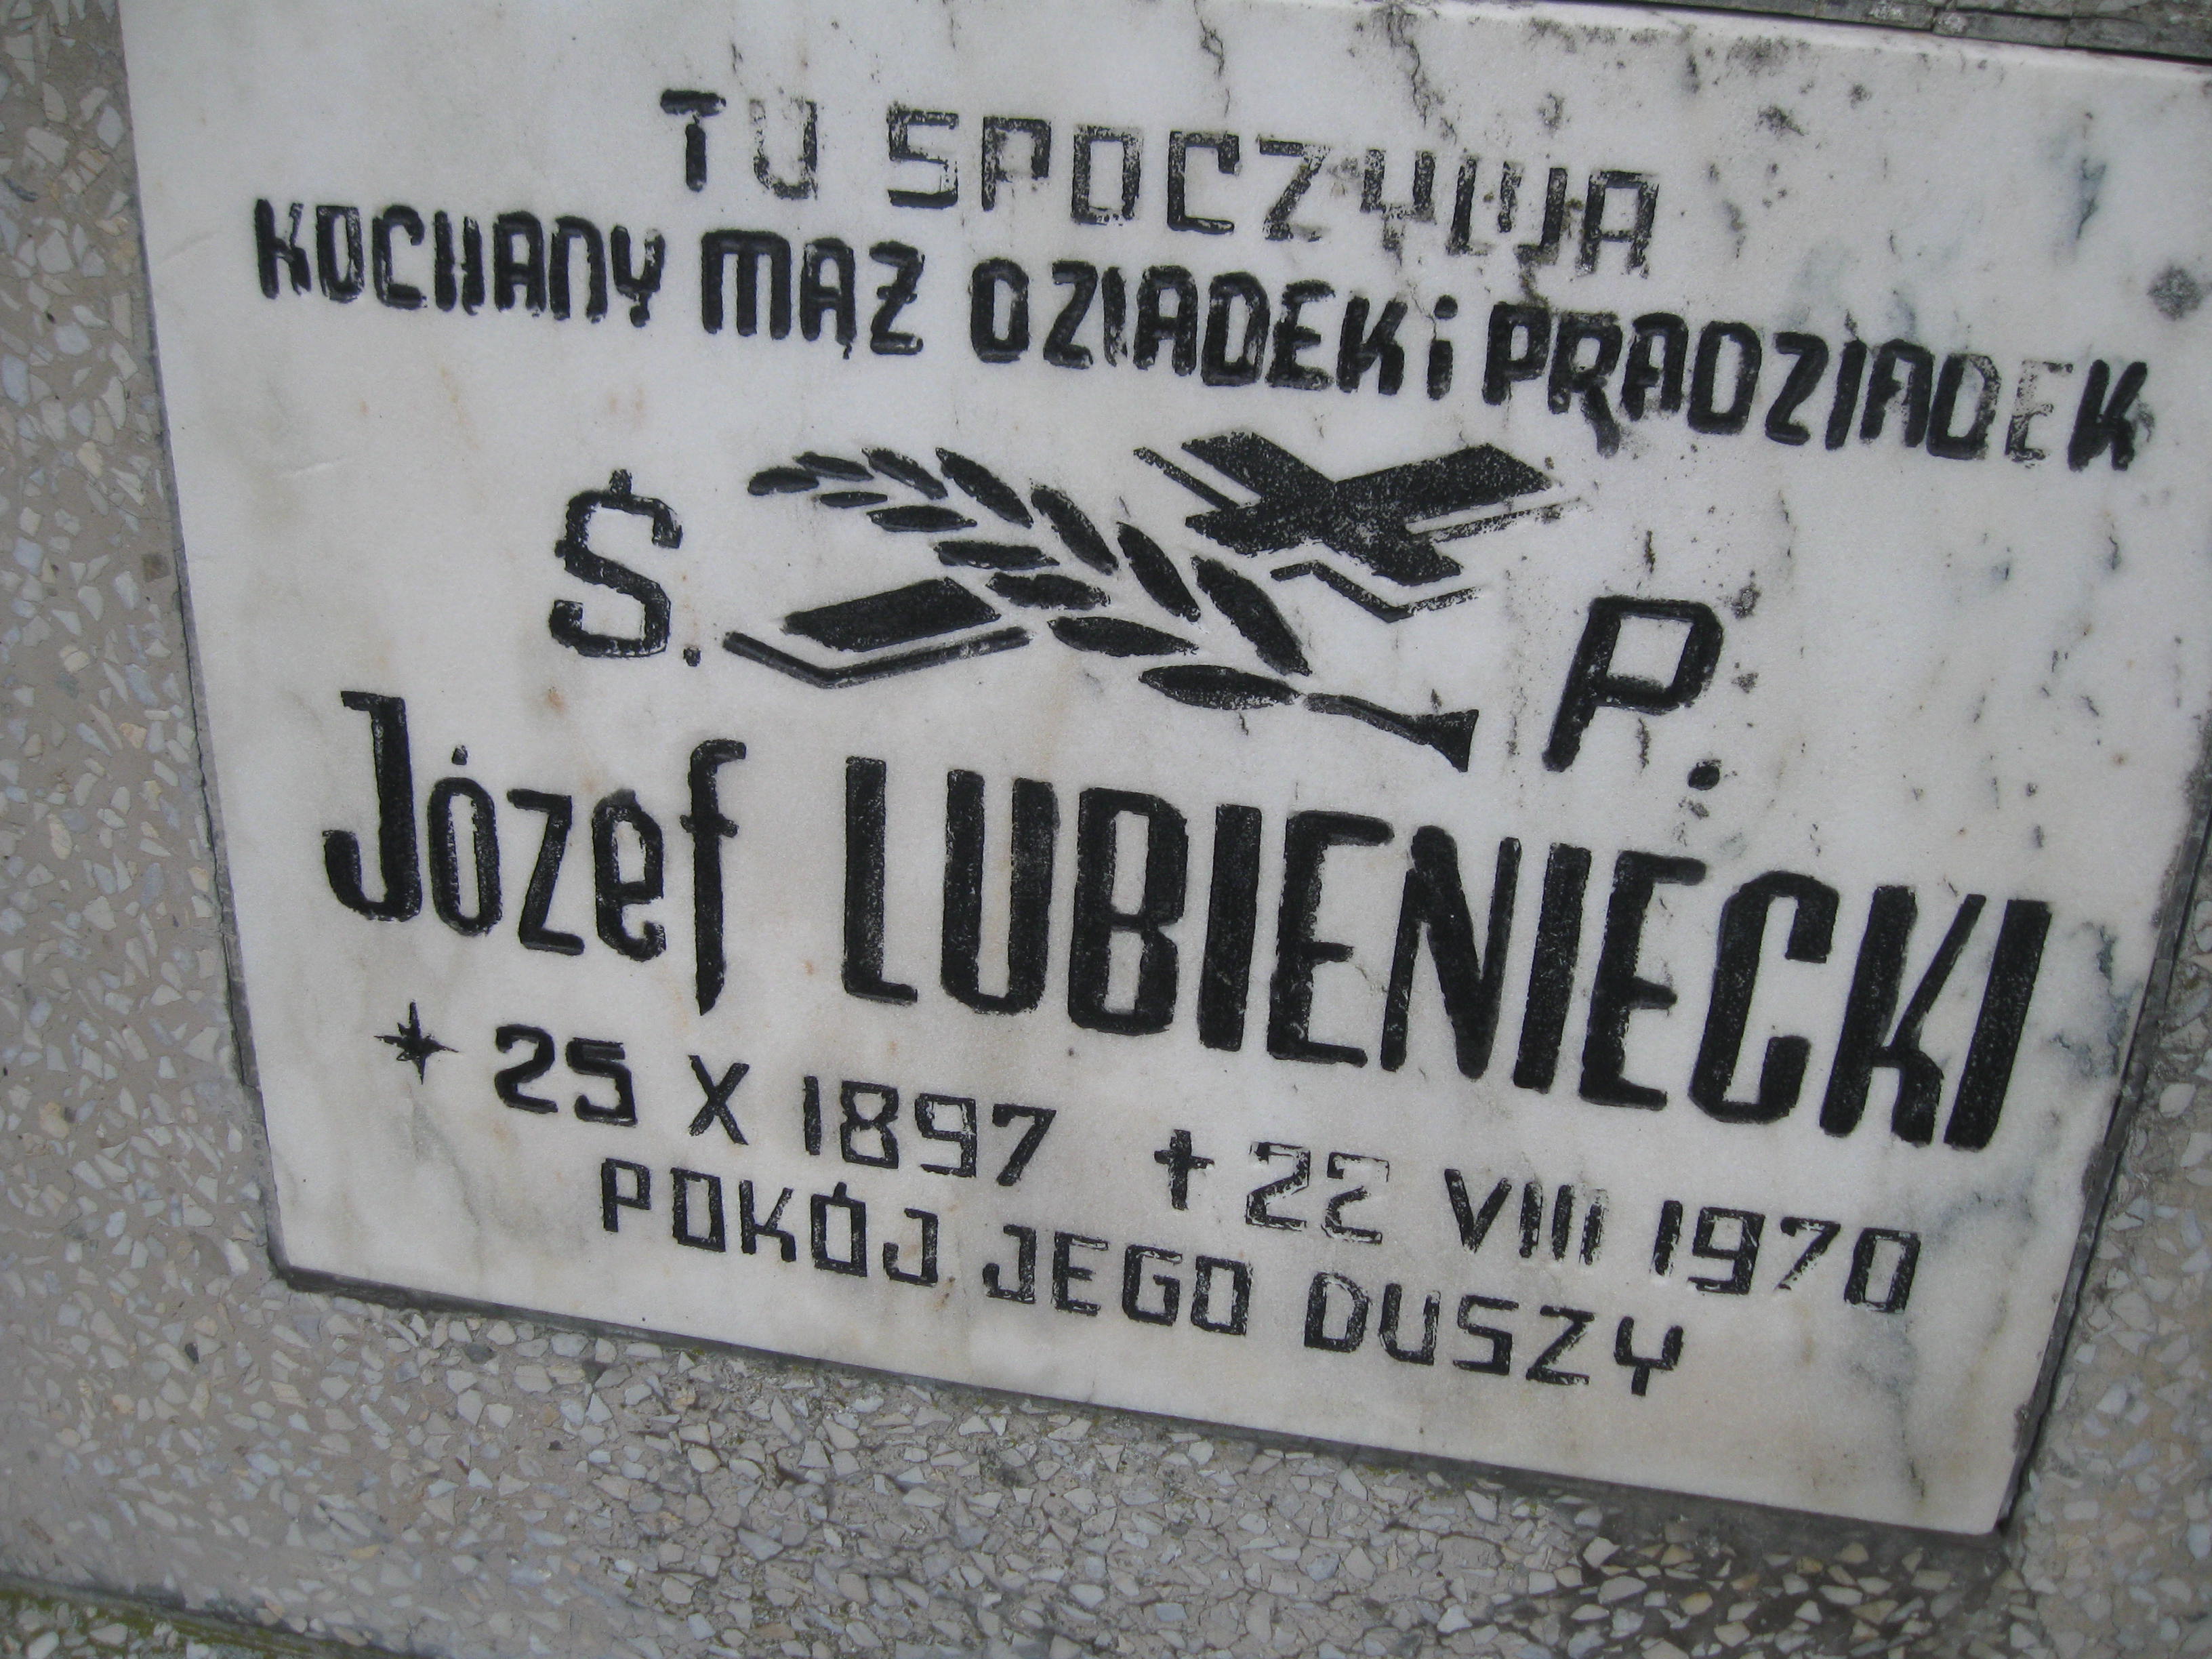 TU SPOCZYWA
KOCHANY MĄŻ DZIADEK i PRADZIADEK
Ś. P.
Józef LUBIENIECKI
* 25 X 1897 † 22 VIII 1970
POKÓJ JEGO DUSZY